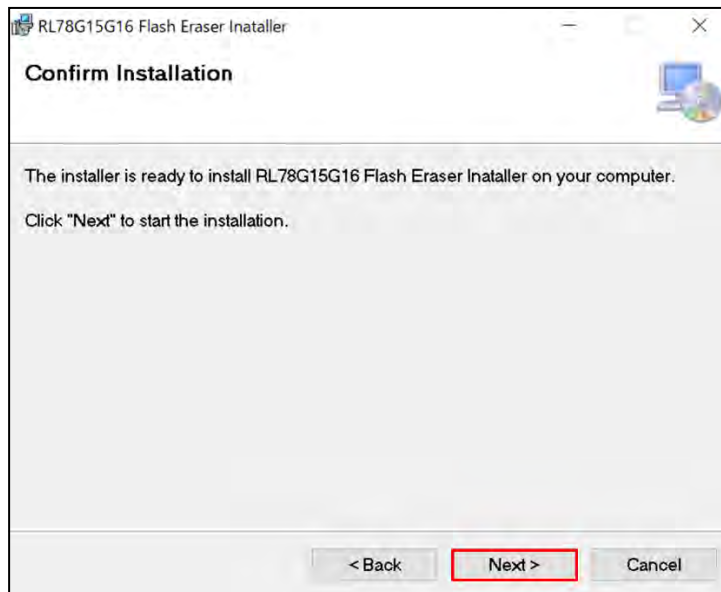 RL78G15G16 Flash Eraser Inataller
Confirm Installation
The installer is ready to install RL78G15G16 Flash Eraser Inataller on your computer.
Click "Next" to start the installation.
< Back
Next >
Cancel